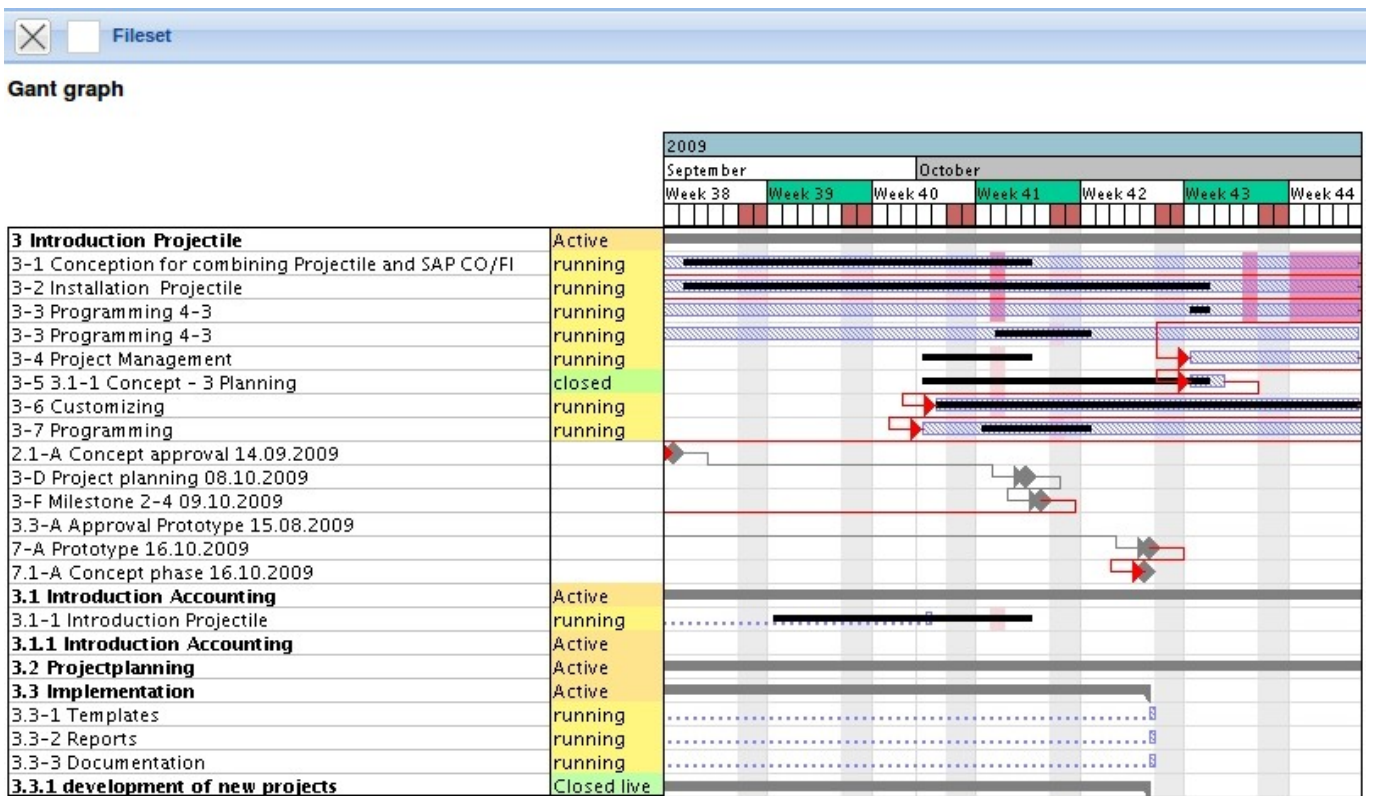 Fileset
Gant graph
2009
September October
Week 38 Week 39 Week 40 Week 41 Week 42 Week 43 Week 44
3 Introduction Projectile Active
3-1 Conception for combining Projectile and SAP CO/FI running
3-2 Installation Projectile running
3-3 Programming 4-3 running
3-3 Programming 4-3 running
3-4 Project Management running
3-5 3.1-1 Concept - 3 Planning closed
3-6 Customizing running
3-7 Programming running
2.1-A Concept approval 14.09.2009
3-D Project planning 08.10.2009
3-F Milestone 2-4 09.10.2009
3.3-A Approval Prototype 15.08.2009
7-A Prototype 16.10.2009
7.1-A Concept phase 16.10.2009
3.1 Introduction Accounting Active
3.1-1 Introduction Projectile running
3.1.1 Introduction Accounting Active
3.2 Projectplanning Active
3.3 Implementation Active
3.3-1 Templates running
3.3-2 Reports running
3.3-3 Documentation running
3.3.1 development of new projects Closed live